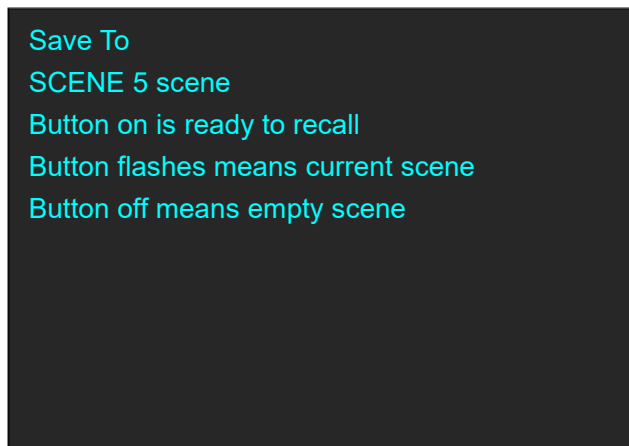 Save To
SCENE 5 scene
Button on is ready to recall
Button flashes means current scene
Button off means empty scene